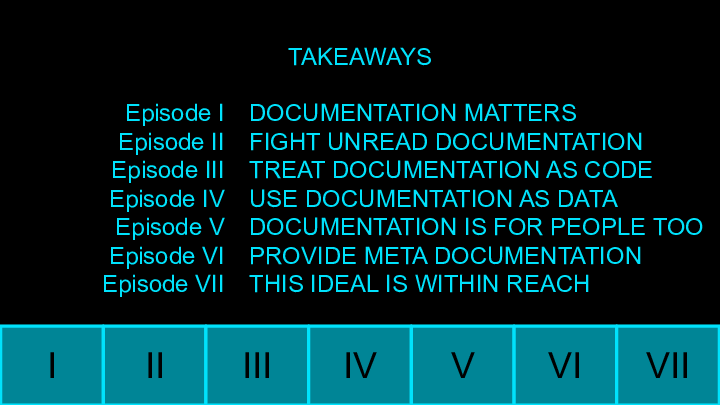 TAKEAWAYS
Episode I DOCUMENTATION MATTERS
Episode II FIGHT UNREAD DOCUMENTATION
Episode III TREAT DOCUMENTATION AS CODE
Episode IV USE DOCUMENTATION AS DATA
Episode V DOCUMENTATION IS FOR PEOPLE TOO
Episode VI PROVIDE META DOCUMENTATION
Episode VII THIS IDEAL IS WITHIN REACH
I II III IV V VI VII